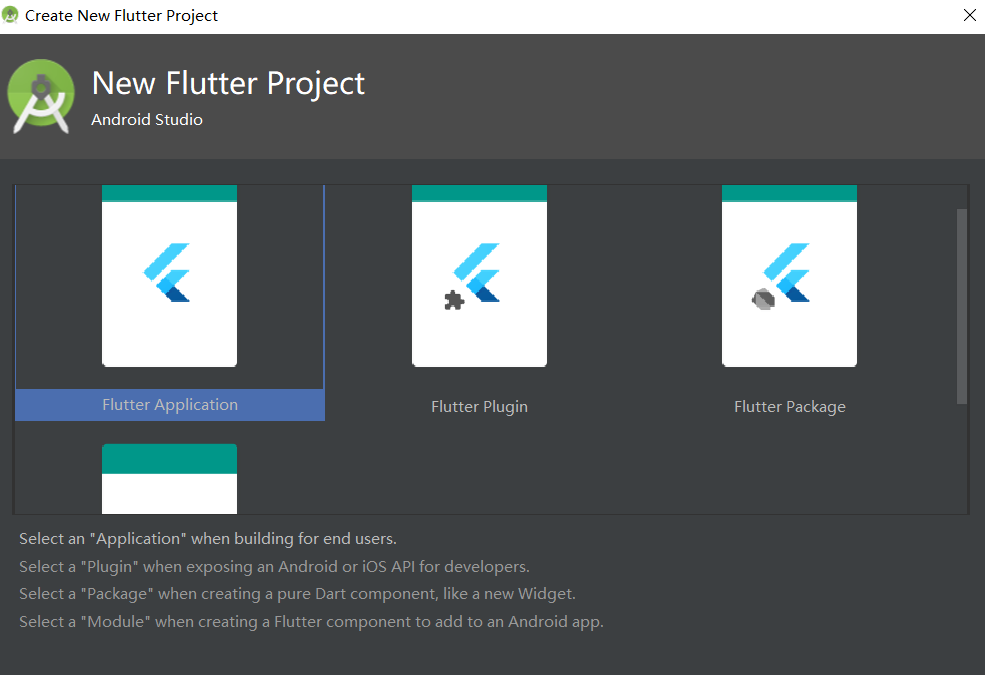 Create New Flutter Project
New Flutter Project
Android Studio
Flutter Application
Flutter Plugin
Flutter Package
Select an "Application" when building for end users.
Select a "Plugin" when exposing an Android or iOS API for developers.
Select a "Package" when creating a pure Dart component, like a new Widget.
Select a "Module" when creating a Flutter component to add to an Android app.